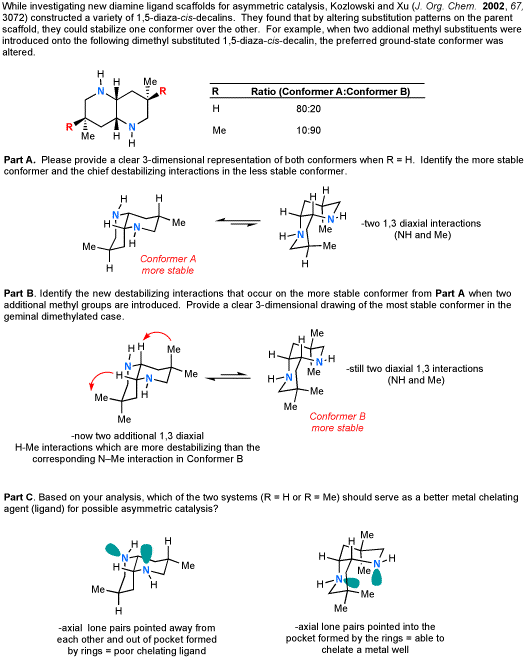 While investigating new diamine ligand scaffolds for asymmetric catalysis, Kozlowski and Xu (J. Org. Chem. 2002, 67,
3072) constructed a variety of 1,5-diaza-cis-decalins. They found that by altering substitution patterns on the parent
scaffold, they could stabilize one conformer over the other. For example, when two addional methyl substituents were
introduced onto the following dimethyl substituted 1,5-diaza-cis-decalin, the preferred ground-state conformer was
altered.
H
N H Me
R
R
Me H N
H
R Ratio (Conformer A:Conformer B)
H 80:20
Me 10:90
Part A. Please provide a clear 3-dimensional representation of both conformers when R = H. Identify the more stable
conformer and the chief destabilizing interactions in the less stable conformer.
H H
N
H Me
N
H
Me
H
Conformer A
more stable
H H
H
N-H
H-N Me
Me
H
-two 1,3 diaxial interactions
(NH and Me)
Part B. Identify the new destabilizing interactions that occur on the more stable conformer from Part A when two
additional methyl groups are introduced. Provide a clear 3-dimensional drawing of the most stable conformer in the
geminal dimethylated case.
H H Me
N
H Me
N
Me H
Me
-now two additional 1,3 diaxial
H-Me interactions which are more destabilizing than the
corresponding N–Me interaction in Conformer B
Me
H
H
N-H
H-N Me
Me
Me
Conformer B
more stable
-still two diaxial 1,3 interactions
(NH and Me)
Part C. Based on your analysis, which of the two systems (R = H or R = Me) should serve as a better metal chelating
agent (ligand) for possible asymmetric catalysis?
H
N H
H Me
N
H
Me
H
-axial lone pairs pointed away from
each other and out of pocket formed
by rings = poor chelating ligand
Me
H
H
Me N-H
H-N
Me
Me
-axial lone pairs pointed into the
pocket formed by the rings = able to
chelate a metal well